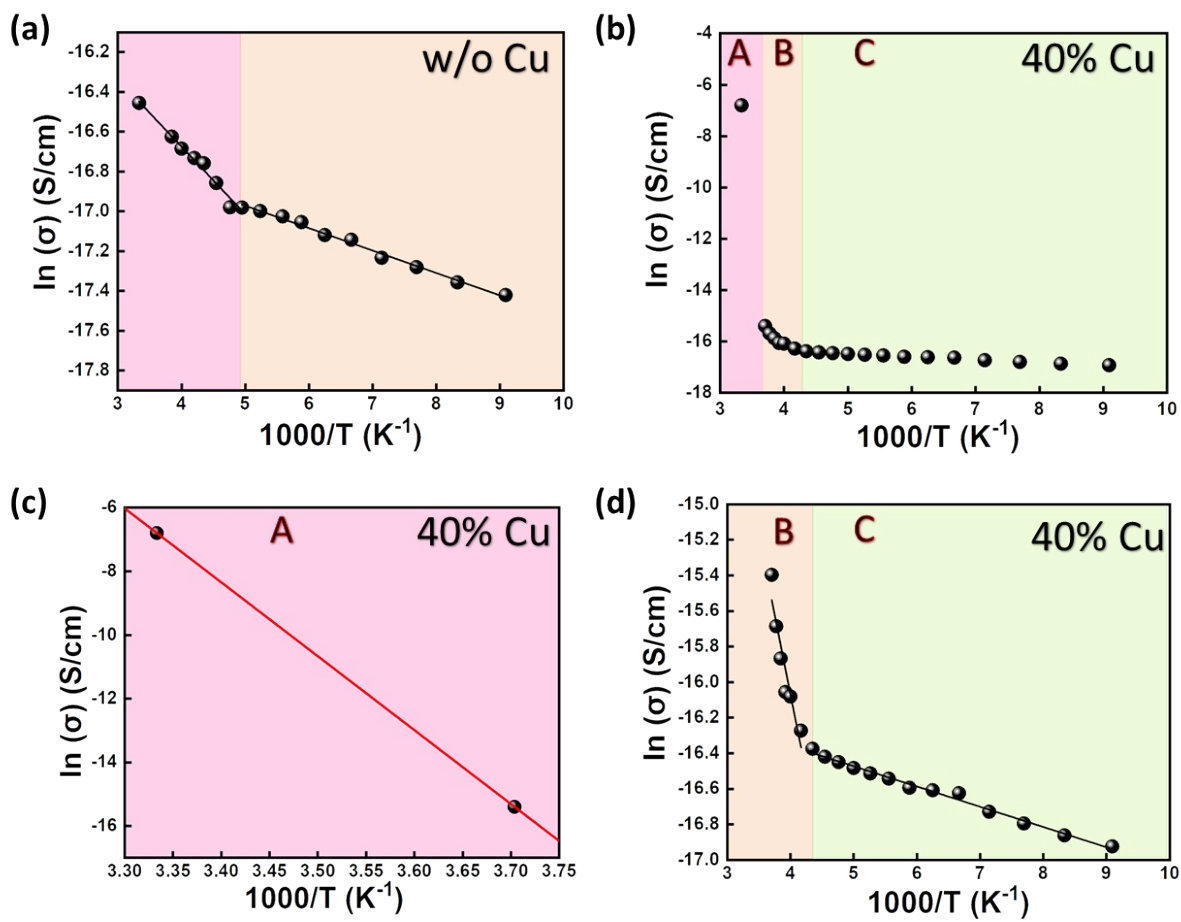 (a)
w/o Cu
-16.2
-16.4
-16.6
-16.8
-17.0
-17.2
-17.4
-17.6
-17.8
ln (σ) (S/cm)
3 4 5 6 7 8 9 10
1000/T (K-1)
(b)
A B C 40% Cu
-4
-6
-8
-10
-12
-14
-16
-18
ln (σ) (S/cm)
3 4 5 6 7 8 9 10
1000/T (K-1)
(c)
A 40% Cu
-6
-8
-10
-12
-14
-16
ln (σ) (S/cm)
3.30 3.35 3.40 3.45 3.50 3.55 3.60 3.65 3.70 3.75
1000/T (K-1)
(d)
B C 40% Cu
-15.0
-15.2
-15.4
-15.6
-15.8
-16.0
-16.2
-16.4
-16.6
-16.8
-17.0
ln (σ) (S/cm)
3 4 5 6 7 8 9 10
1000/T (K-1)